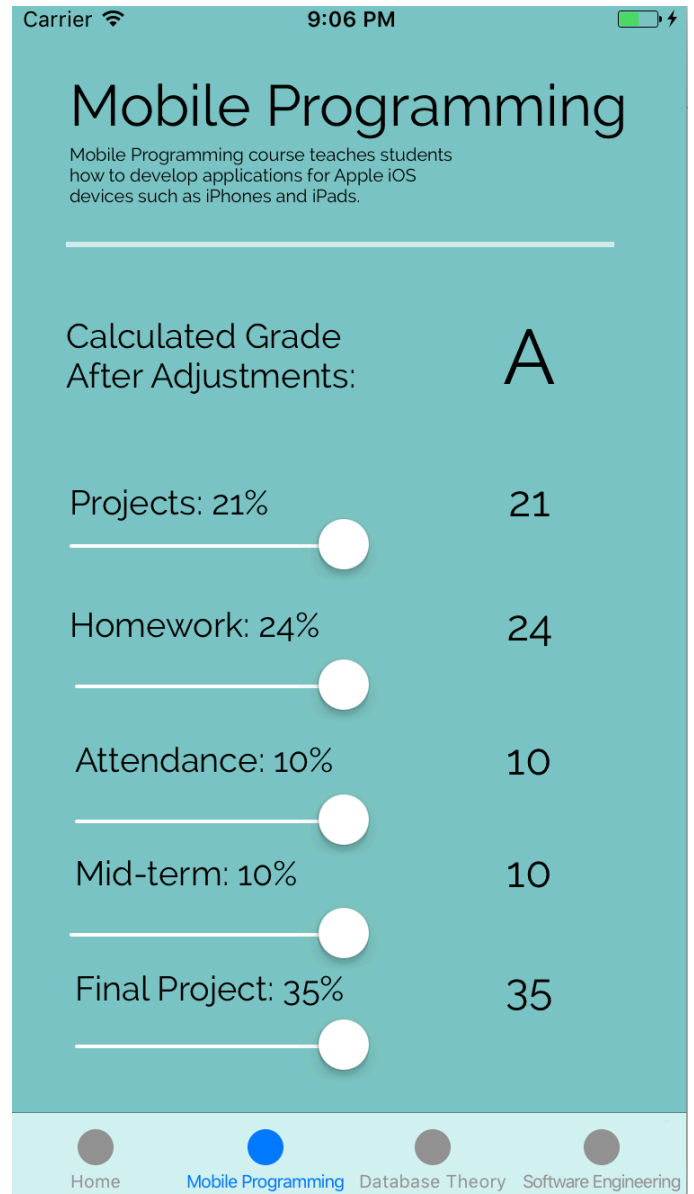 Carrier 9:06 PM
Mobile Programming
Mobile Programming course teaches students
how to develop applications for Apple iOS
devices such as iPhones and iPads.
Calculated Grade
After Adjustments:
A
Projects: 21% 21
Homework: 24% 24
Attendance: 10% 10
Mid-term: 10% 10
Final Project: 35% 35
Home Mobile Programming Database Theory Software Engineering